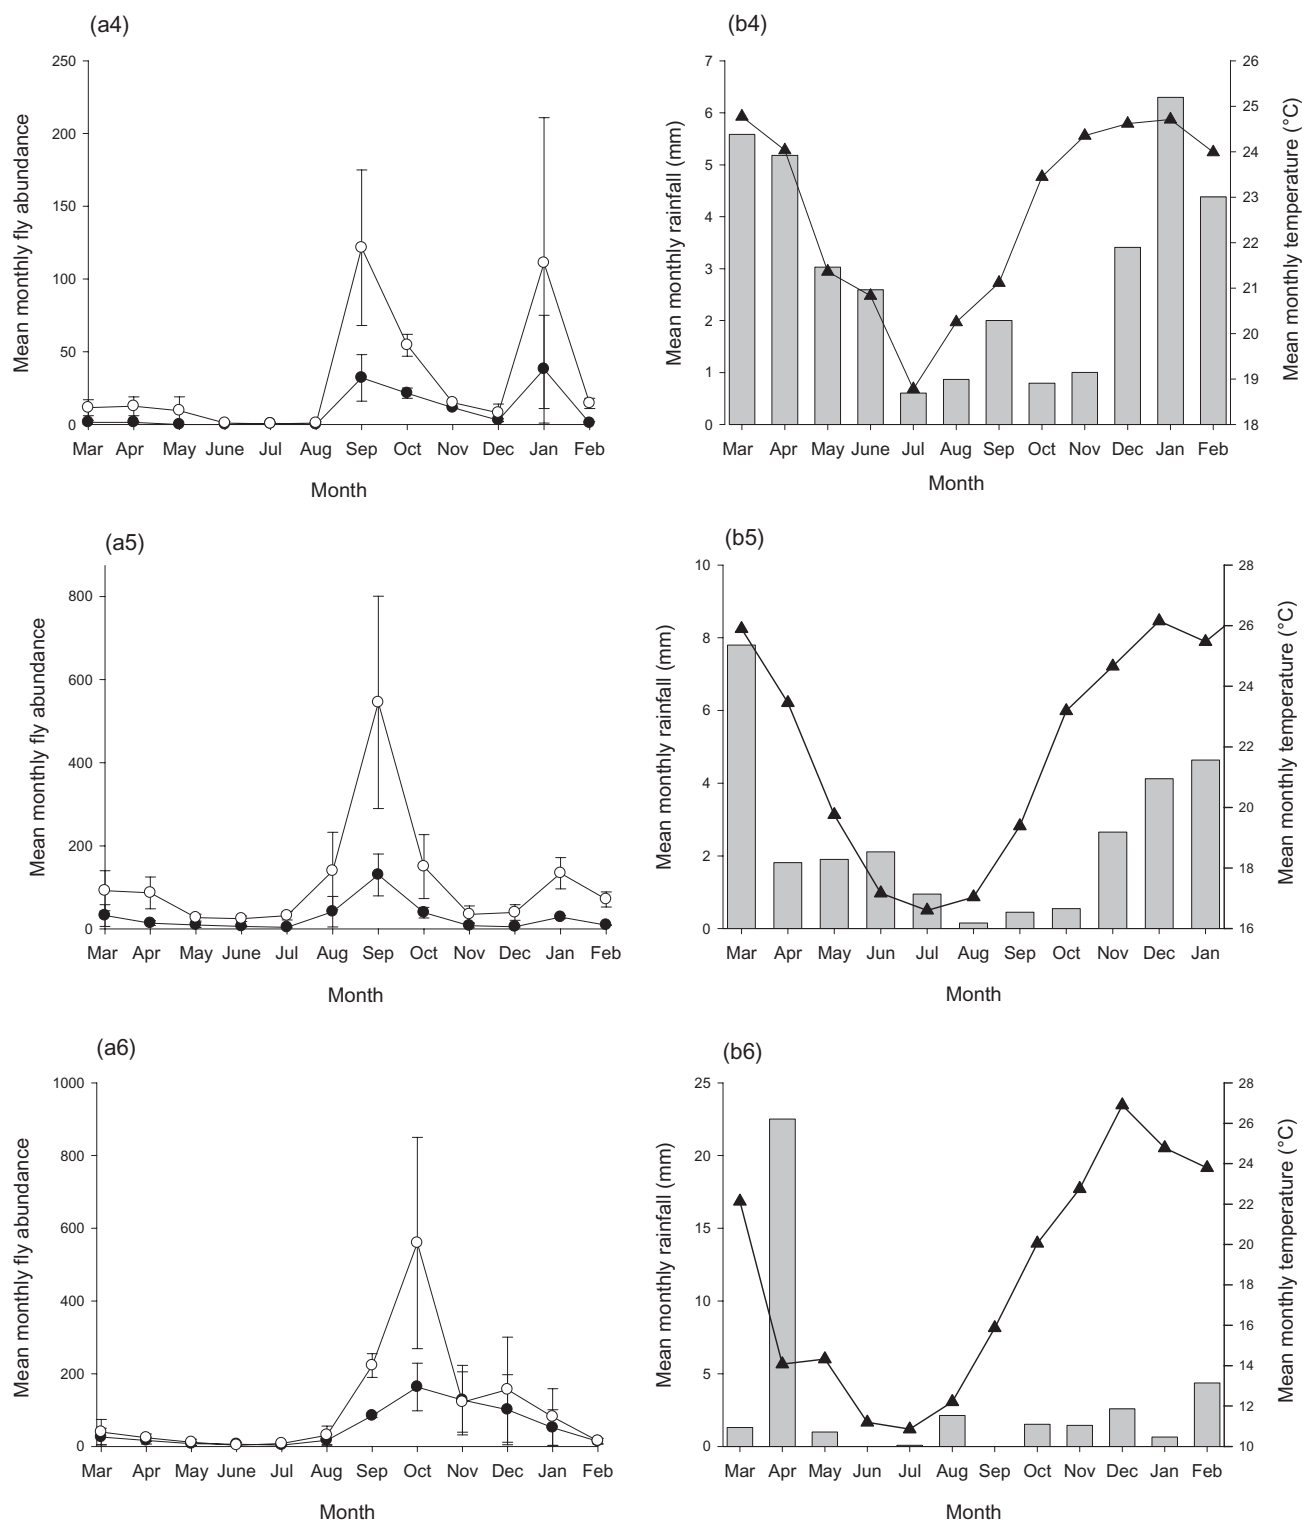 (a4)
250
200
150
100
50
0
Mean monthly fly abundance
Mar Apr May June Jul Aug Sep Oct Nov Dec Jan Feb
Month
(b4)
7
6
5
4
3
2
1
0
Mean monthly rainfall (mm)
26
25
24
23
22
21
20
19
18
Mean monthly temperature (°C)
Mar Apr May June Jul Aug Sep Oct Nov Dec Jan Feb
Month
(a5)
800
600
400
200
0
Mean monthly fly abundance
Mar Apr May June Jul Aug Sep Oct Nov Dec Jan Feb
Month
(b5)
10
8
6
4
2
0
Mean monthly rainfall (mm)
28
26
24
22
20
18
16
Mean monthly temperature (°C)
Mar Apr May Jun Jul Aug Sep Oct Nov Dec Jan
Month
(a6)
1000
800
600
400
200
0
Mean monthly fly abundance
Mar Apr May June Jul Aug Sep Oct Nov Dec Jan Feb
Month
(b6)
25
20
15
10
5
0
Mean monthly rainfall (mm)
28
26
24
22
20
18
16
14
12
10
Mean monthly temperature (°C)
Mar Apr May Jun Jul Aug Sep Oct Nov Dec Jan Feb
Month